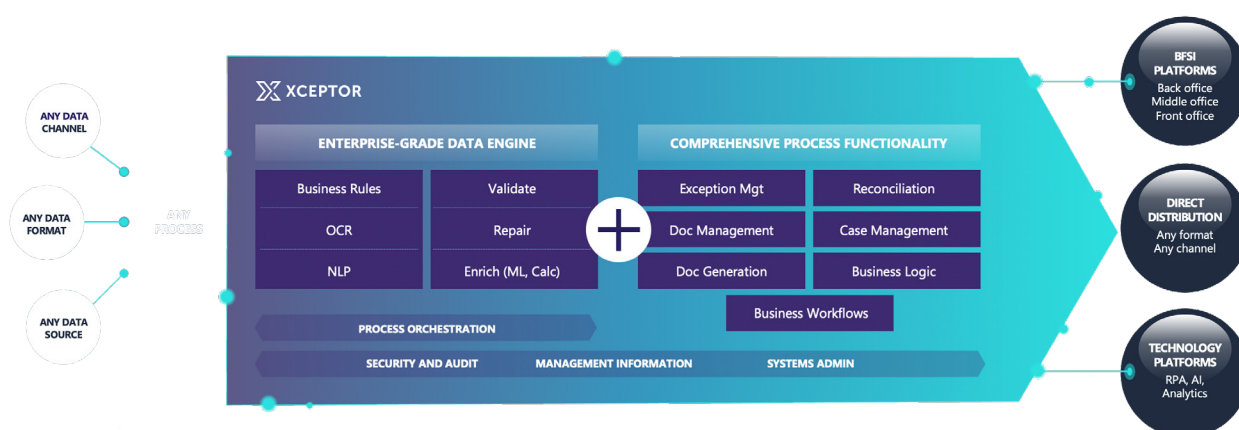 ANY DATA
CHANNEL
ANY DATA
FORMAT
ANY DATA
SOURCE
ANY
PROCESS
XCEPTOR
ENTERPRISE-GRADE DATA ENGINE
Business Rules
Validate
OCR
Repair
NLP
Enrich (ML, Calc)
PROCESS ORCHESTRATION
COMPREHENSIVE PROCESS FUNCTIONALITY
Exception Mgt
Reconciliation
Doc Management
Case Management
Doc Generation
Business Logic
Business Workflows
SECURITY AND AUDIT
MANAGEMENT INFORMATION
SYSTEMS ADMIN
BFSI
PLATFORMS
Back office
Middle office
Front office
DIRECT
DISTRIBUTION
Any format
Any channel
TECHNOLOGY
PLATFORMS
RPA, AI,
Analytics